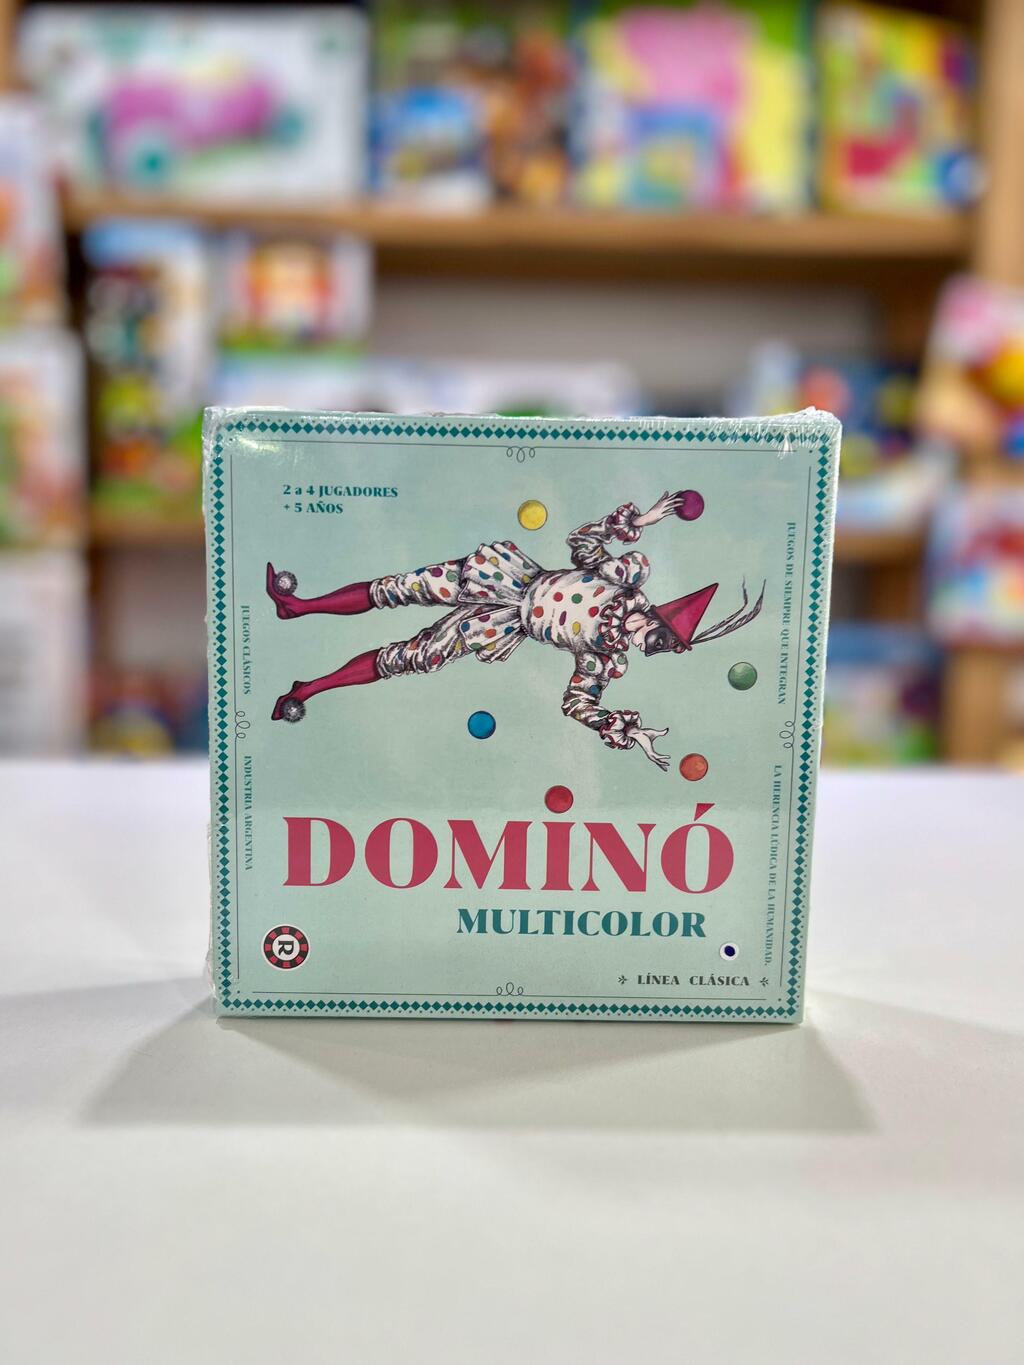 2 a 4 JUGADORES
+ 5 AÑOS
JUEGOS CLÁSICOS
INDUSTRIA ARGENTINA
JUEGOS DE SIEMPRE QUE INTEGRAN
LA HERENCIA LÚDICA DE LA HUMANIDAD.
DOMINÓ
MULTICOLOR
R
LÍNEA CLÁSICA